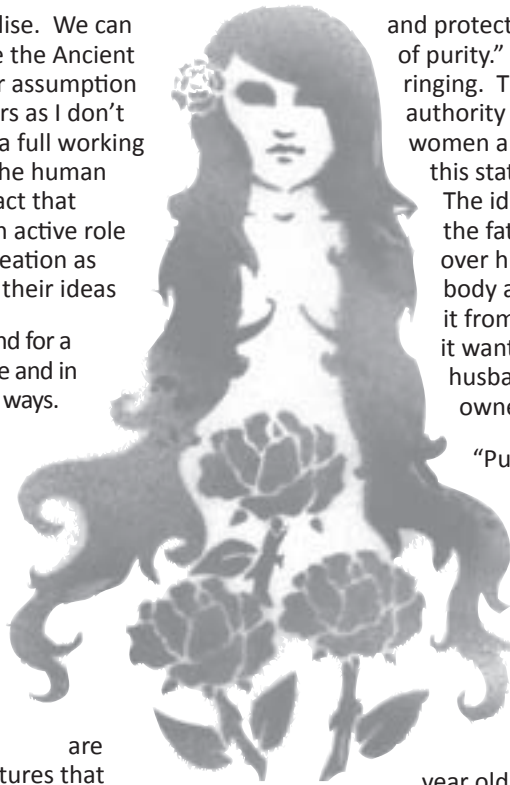 lise. We can
e the Ancient
r assumption
rs as I don't
a full working
he human
act that
n active role
eation as
their ideas
nd for a
e and in
ways.
are
tures that
and protect
of purity.”
ringing. T
authority
women a
this stat
The id
the fat
over h
body a
it from
it want
husba
owne
“Pu
year old